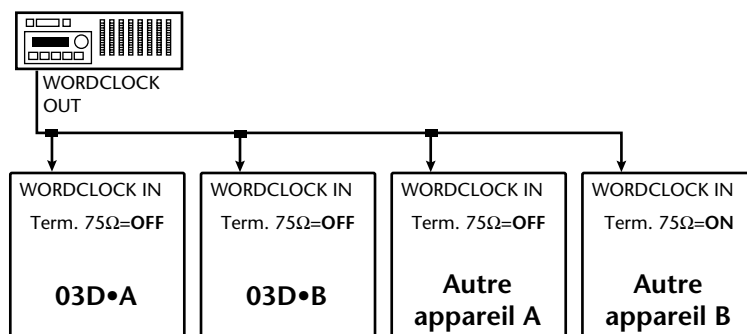 WORDCLOCK
OUT
WORDCLOCK IN
Term. 75Ω=OFF
03D•A
WORDCLOCK IN
Term. 75Ω=OFF
03D•B
WORDCLOCK IN
Term. 75Ω=OFF
Autre
appareil A
WORDCLOCK IN
Term. 75Ω=ON
Autre
appareil B